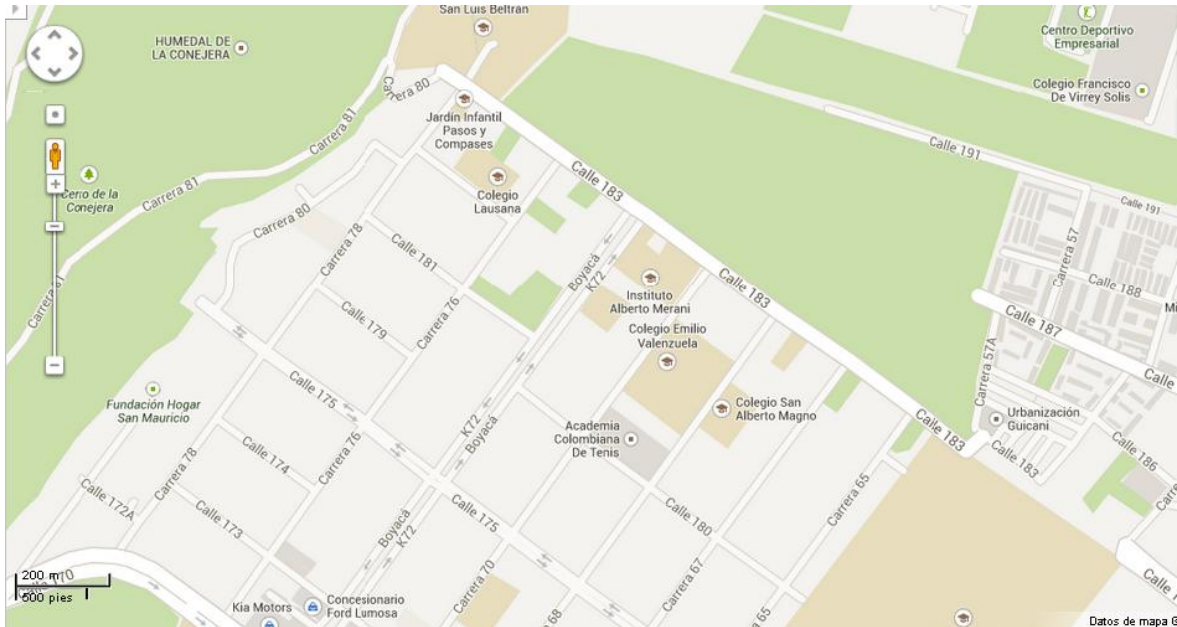 San Luis Beltran
HUMEDAL DE
LA CONEJERA
Centro Deportivo
Empresarial
Colegio Francisco
De Virrey Solis
Carrera 80
Jardín Infantil
Pasos y
Compases
Carrera 81
Calle 191
Calle 183
Cerro de la
Conejera
Carrera 81
Colegio
Lausana
Calle 191
Carrera 80
Carrera 78
Calle 181
Boyacá
K72
Carrera 57
Calle 183
Calle 188
Instituto
Alberto Merani
Carrera 76
Calle 179
Colegio Emilio
Valenzuela
Calle 187
Carrera 57A
Calle
Fundación Hogar
San Mauricio
Calle 175
Colegio San
Alberto Magno
Urbanización
Guicani
K72
Boyacá
Academia
Colombiana
De Tenis
Calle 183
Calle 183
Calle 186
Carrera 76
Calle 174
Carrera 78
Calle 172A
Calle 173
Boyacá
K72
Calle 175
Calle 180
Carrera 65
Carrera 67
Carrera 70
200 m
500 pies
Calle 170
Kia Motors
Concesionario
Ford Lumosa
68
65
Datos de mapa